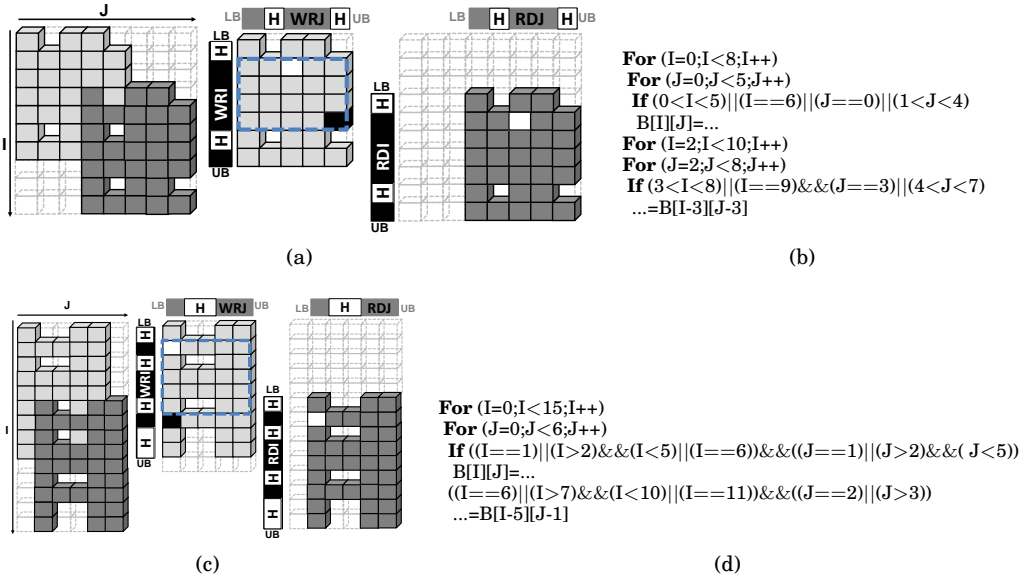 J
I
LB H WRJ H UB
LB
H
WRI
H
UB
LB H RDJ H UB
LB
H
RDI
H
UB
For (I=0;I<8;I++)
For (J=0;J<5;J++)
If (0<I<5)||(I==6)||(J==0)||(1<J<4)
B[I][J]=...
For (I=2;I<10;I++)
For (J=2;J<8;J++)
If (3<I<8)||(I==9)&&(J==3)||(4<J<7)
...=B[I-3][J-3]
(a)
(b)
J
I
LB H WRJ UB
LB
H
H
WRI
H
H
UB
LB H RDJ UB
LB
H
H
RDI
H
H
UB
For (I=0;I<15;I++)
For (J=0;J<6;J++)
If ((I==1)||(I>2)&&(I<5)||(I==6))&&((J==1)||(J>2)&&( J<5))
B[I][J]=...
((I==6)||(I>7)&&(I<10)||(I==11))&&((J==2)||(J>3))
...=B[I-5][J-1]
(c)
(d)